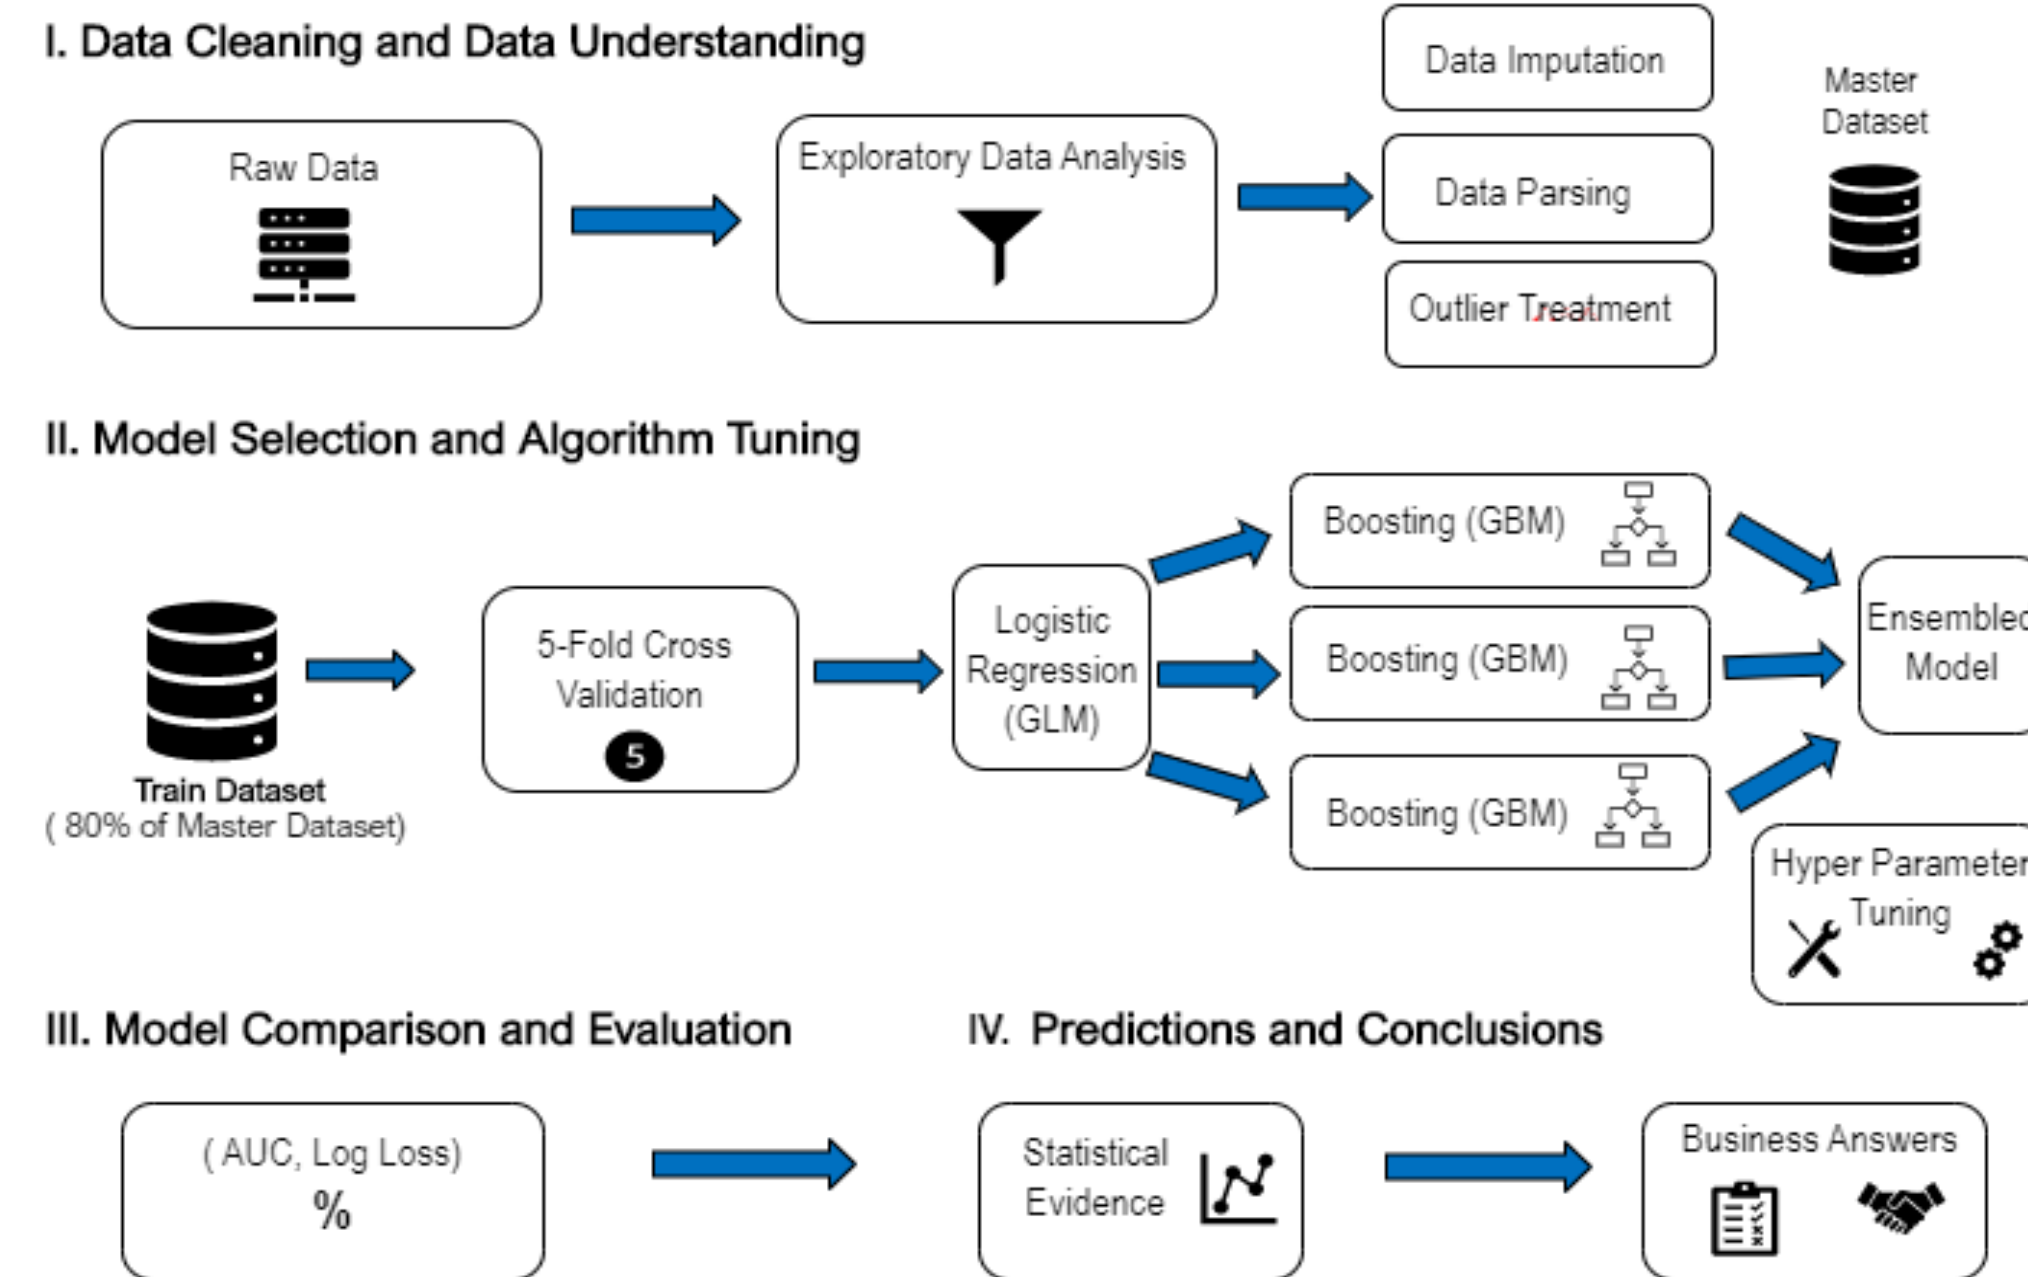 I. Data Cleaning and Data Understanding
Raw Data
Exploratory Data Analysis
Data Imputation
Data Parsing
Outlier Treatment
Master
Dataset
II. Model Selection and Algorithm Tuning
Train Dataset
( 80% of Master Dataset)
5-Fold Cross
Validation
5
Logistic
Regression
(GLM)
Boosting (GBM)
Boosting (GBM)
Boosting (GBM)
Ensembled
Model
Hyper Parameter
Tuning
III. Model Comparison and Evaluation
( AUC, Log Loss)
%
IV. Predictions and Conclusions
Statistical
Evidence
Business Answers